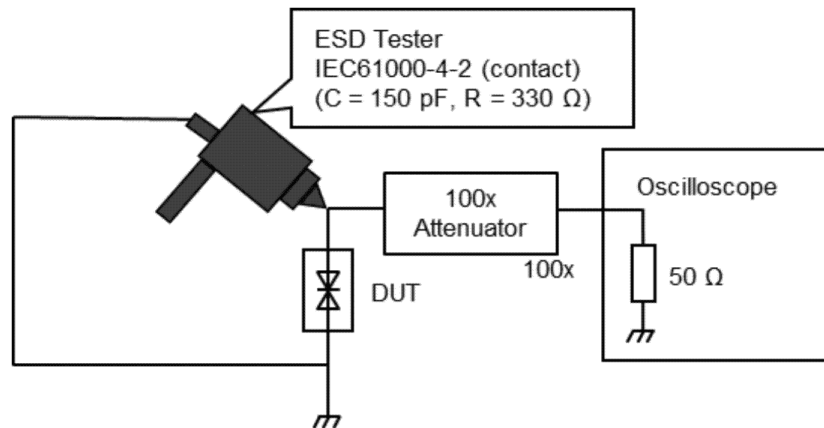 ESD Tester
IEC61000-4-2 (contact)
(C = 150 pF, R = 330 Ω)
100x
Attenuator
100x
Oscilloscope
50 Ω
DUT